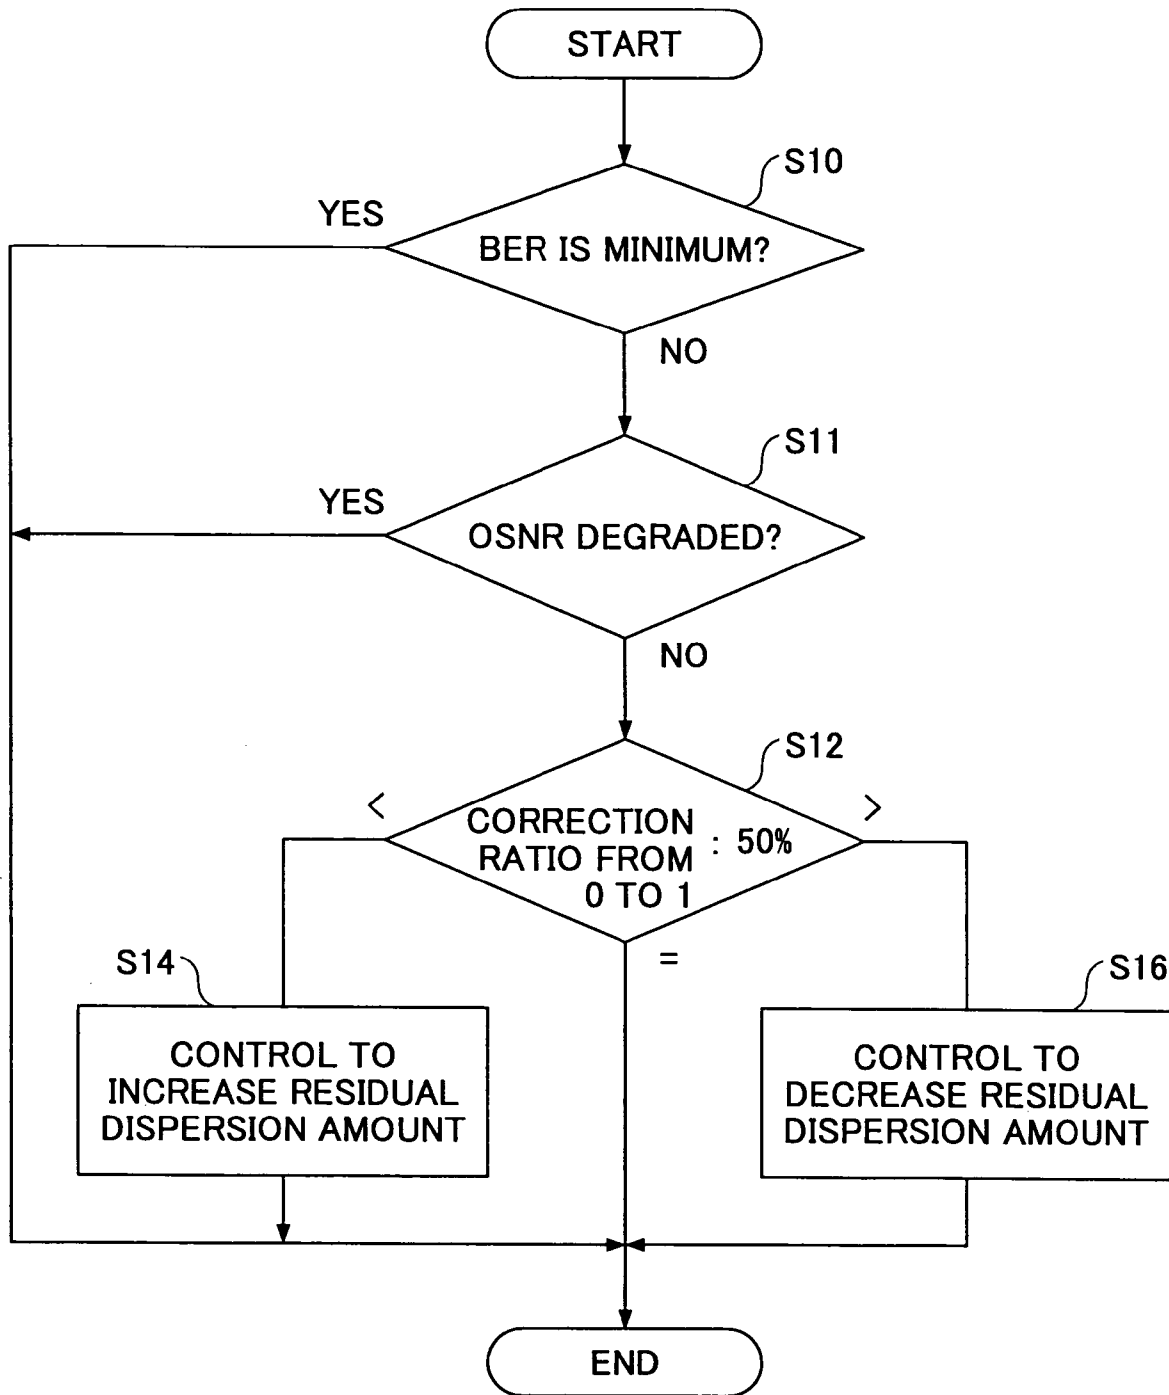 START
S10
YES
BER IS MINIMUM?
NO
S11
YES
OSNR DEGRADED?
NO
S12
<
>
CORRECTION
RATIO FROM : 50%
0 TO 1
=
S14
S16
CONTROL TO
INCREASE RESIDUAL
DISPERSION AMOUNT
CONTROL TO
DECREASE RESIDUAL
DISPERSION AMOUNT
END